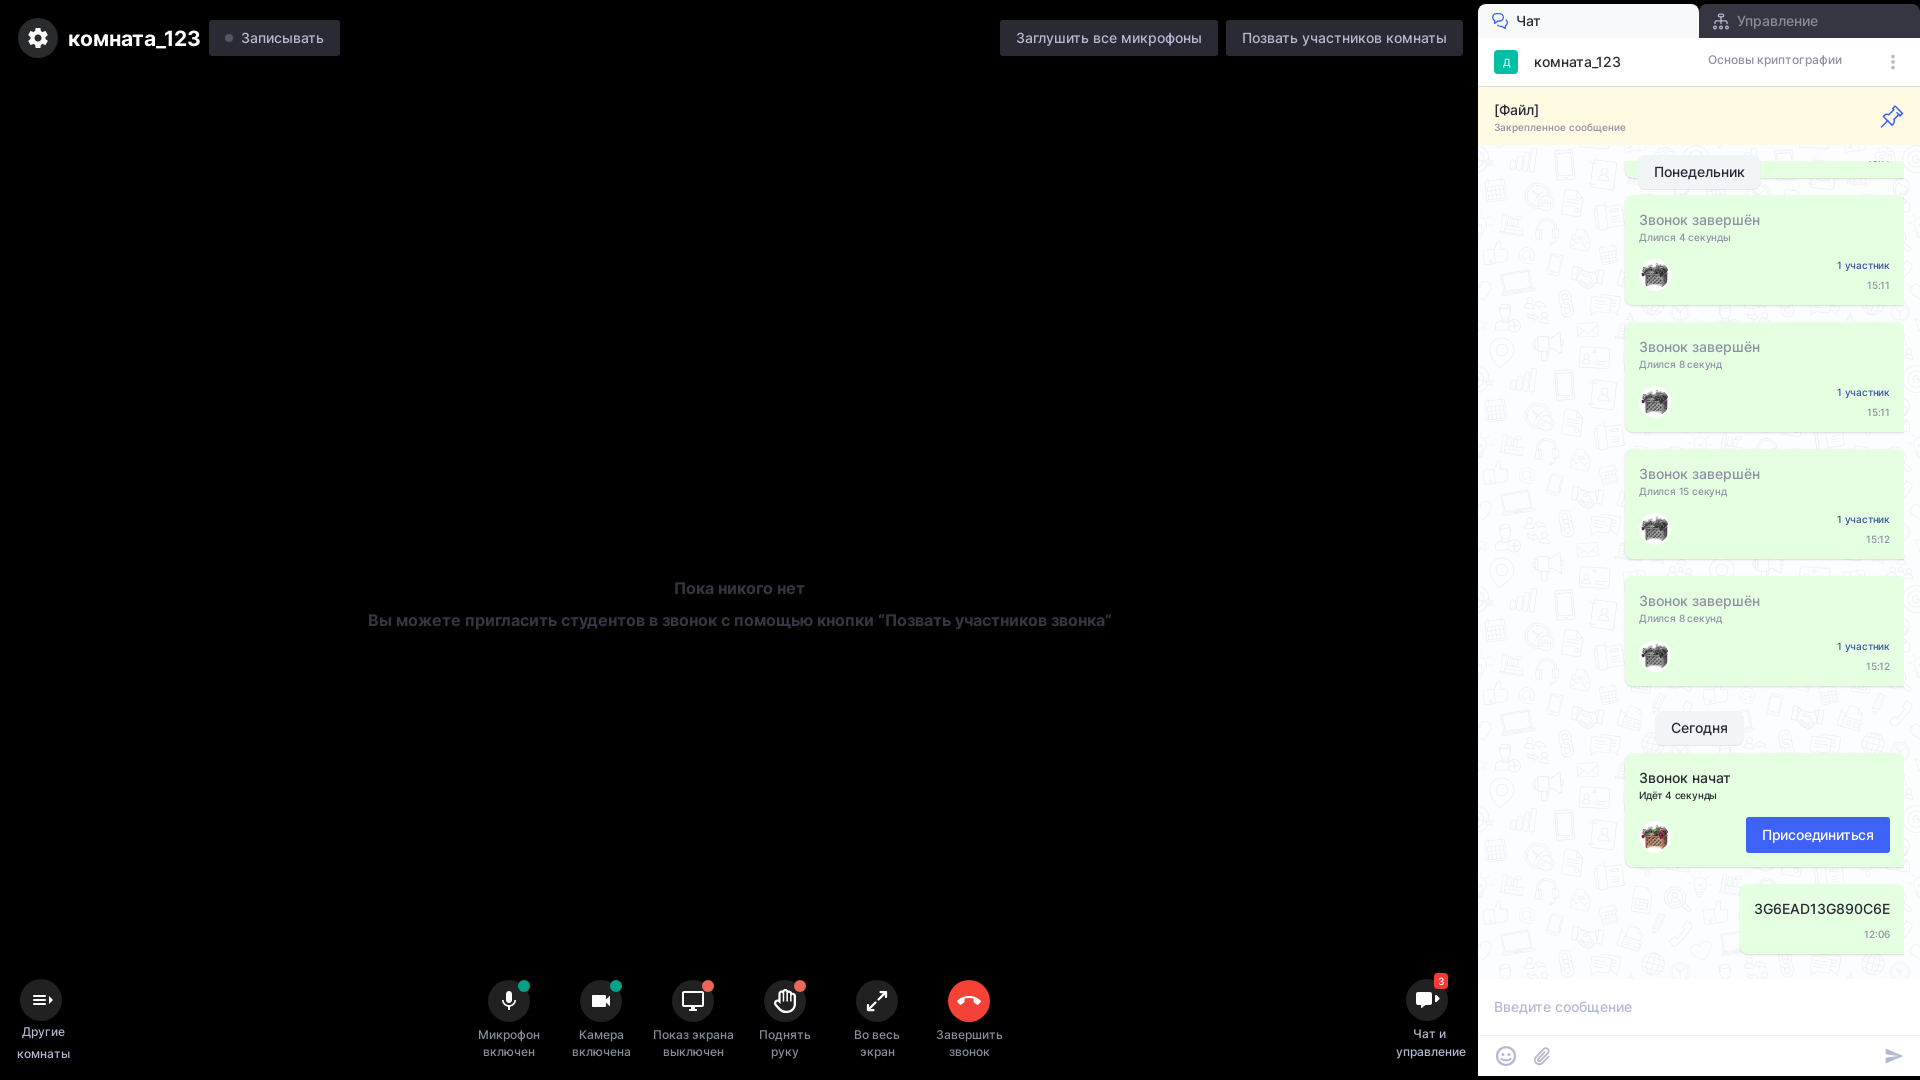 комната_123
Записывать
Заглушить все микрофоны
Позвать участников комнаты
Чат
Управление
Д
комната_123
Основы криптографии
[Файл]
Закрепленное сообщение
Понедельник
Звонок завершён
Длился 4 секунды
1 участник
15:11
Звонок завершён
Длился 8 секунд
1 участник
15:11
Звонок завершён
Длился 15 секунд
1 участник
15:12
Звонок завершён
Длился 8 секунд
1 участник
15:12
Сегодня
Звонок начат
Идёт 4 секунды
Присоединиться
3G6EAD13G890C6E
12:06
Введите сообщение
Пока никого нет
Вы можете пригласить студентов в звонок с помощью кнопки “Позвать участников звонка”
Другие
комнаты
Микрофон
включен
Камера
включена
Показ экрана
выключен
Поднять
руку
Во весь
экран
Завершить
звонок
3
Чат и
управление